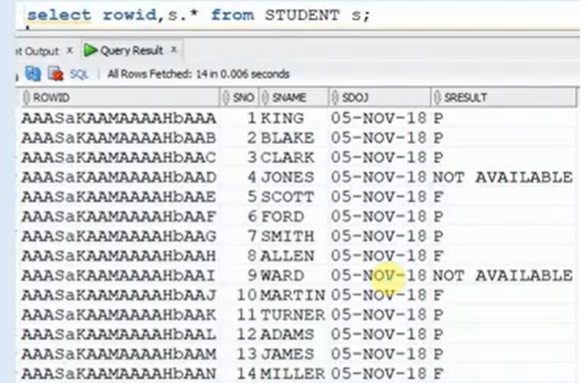 select rowid,s.* from STUDENT s;
nt Output × Query Result ×
SQL | All Rows Fetched: 14 in 0.006 seconds
ROWID SNO SNAME SDOJ SRESULT
AAASaKAAMAAAAHbAAA 1 KING 05-NOV-18 P
AAASaKAAMAAAAHbAAB 2 BLAKE 05-NOV-18 P
AAASaKAAMAAAAHbAAC 3 CLARK 05-NOV-18 P
AAASaKAAMAAAAHbAAD 4 JONES 05-NOV-18 NOT AVAILABLE
AAASaKAAMAAAAHbAAE 5 SCOTT 05-NOV-18 F
AAASaKAAMAAAAHbAAF 6 FORD 05-NOV-18 P
AAASaKAAMAAAAHbAAG 7 SMITH 05-NOV-18 P
AAASaKAAMAAAAHbAAH 8 ALLEN 05-NOV-18 F
AAASaKAAMAAAAHbAAI 9 WARD 05-NOV-18 NOT AVAILABLE
AAASaKAAMAAAAHbAAJ 10 MARTIN 05-NOV-18 F
AAASaKAAMAAAAHbAAK 11 TURNER 05-NOV-18 P
AAASaKAAMAAAAHbAAL 12 ADAMS 05-NOV-18 P
AAASaKAAMAAAAHbAAM 13 JAMES 05-NOV-18 P
AAASaKAAMAAAAHbAAN 14 MILLER 05-NOV-18 F